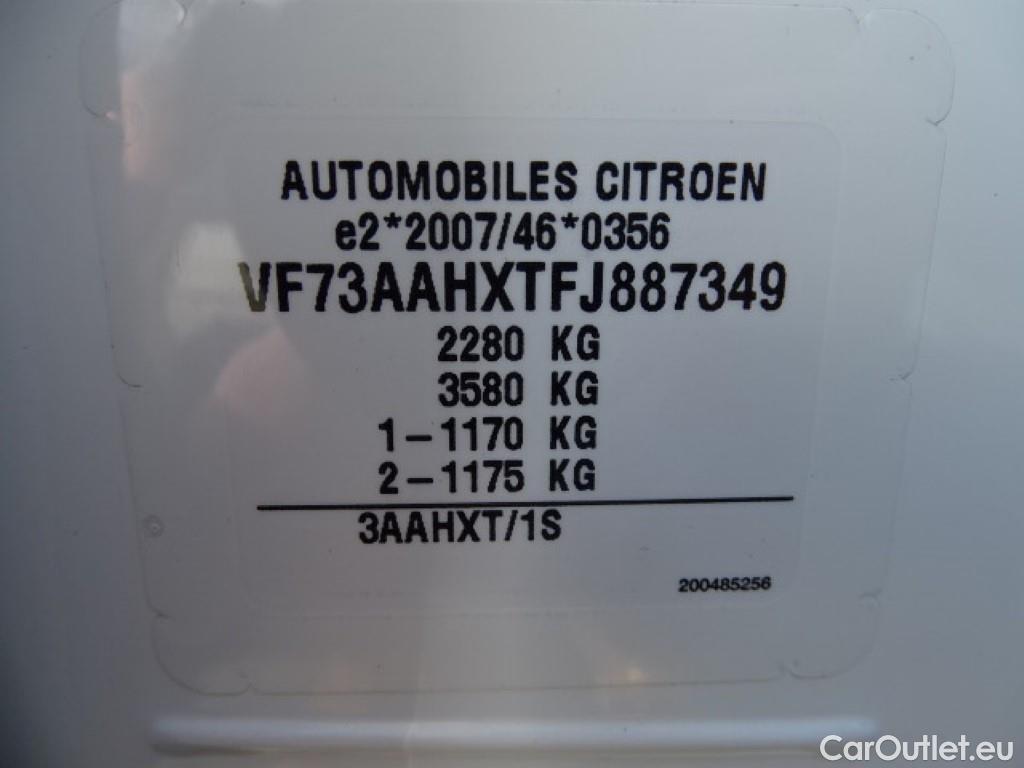 AUTOMOBILES CITROEN
e2*2007/46*0356
VF73AAHXTFJ887349
2280 KG
3580 KG
1-1170 KG
2-1175 KG
3AAHXT/1S
200485256
CarOutlet.eu